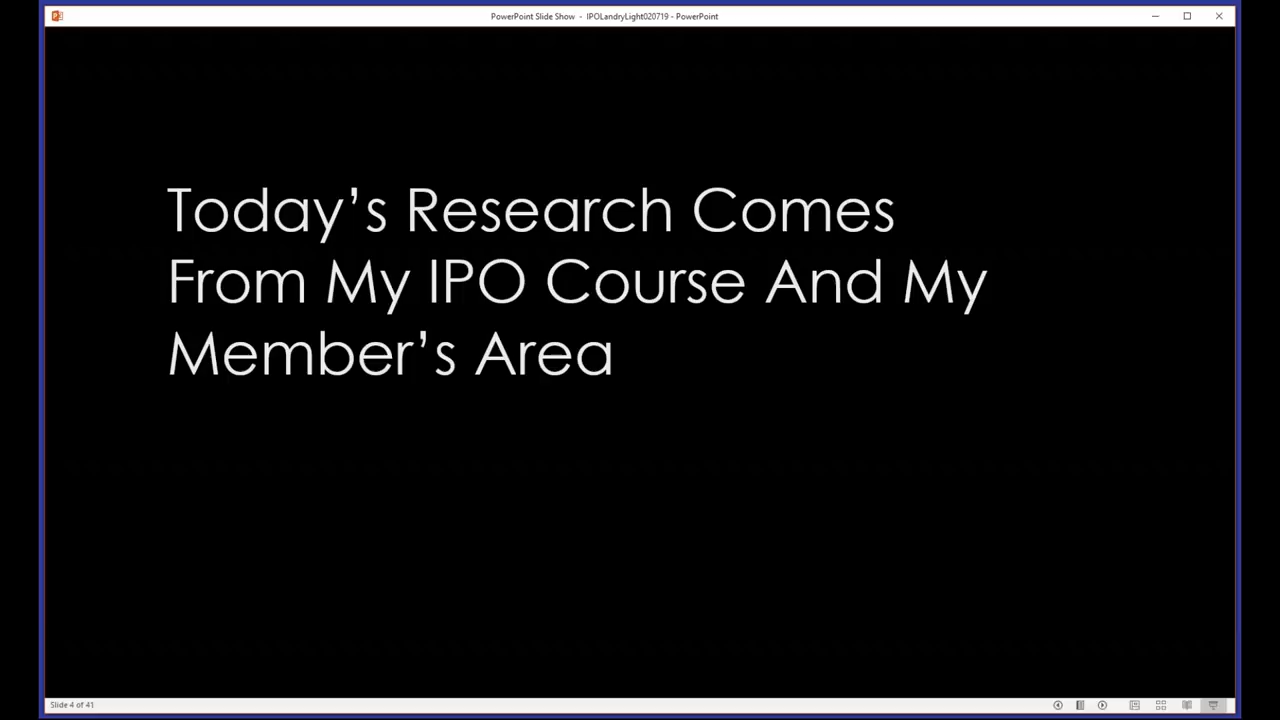 PowerPoint Slide Show - IPOLandryLight020719 - PowerPoint
Today’s Research Comes
From My IPO Course And My
Member’s Area
Slide 4 of 41